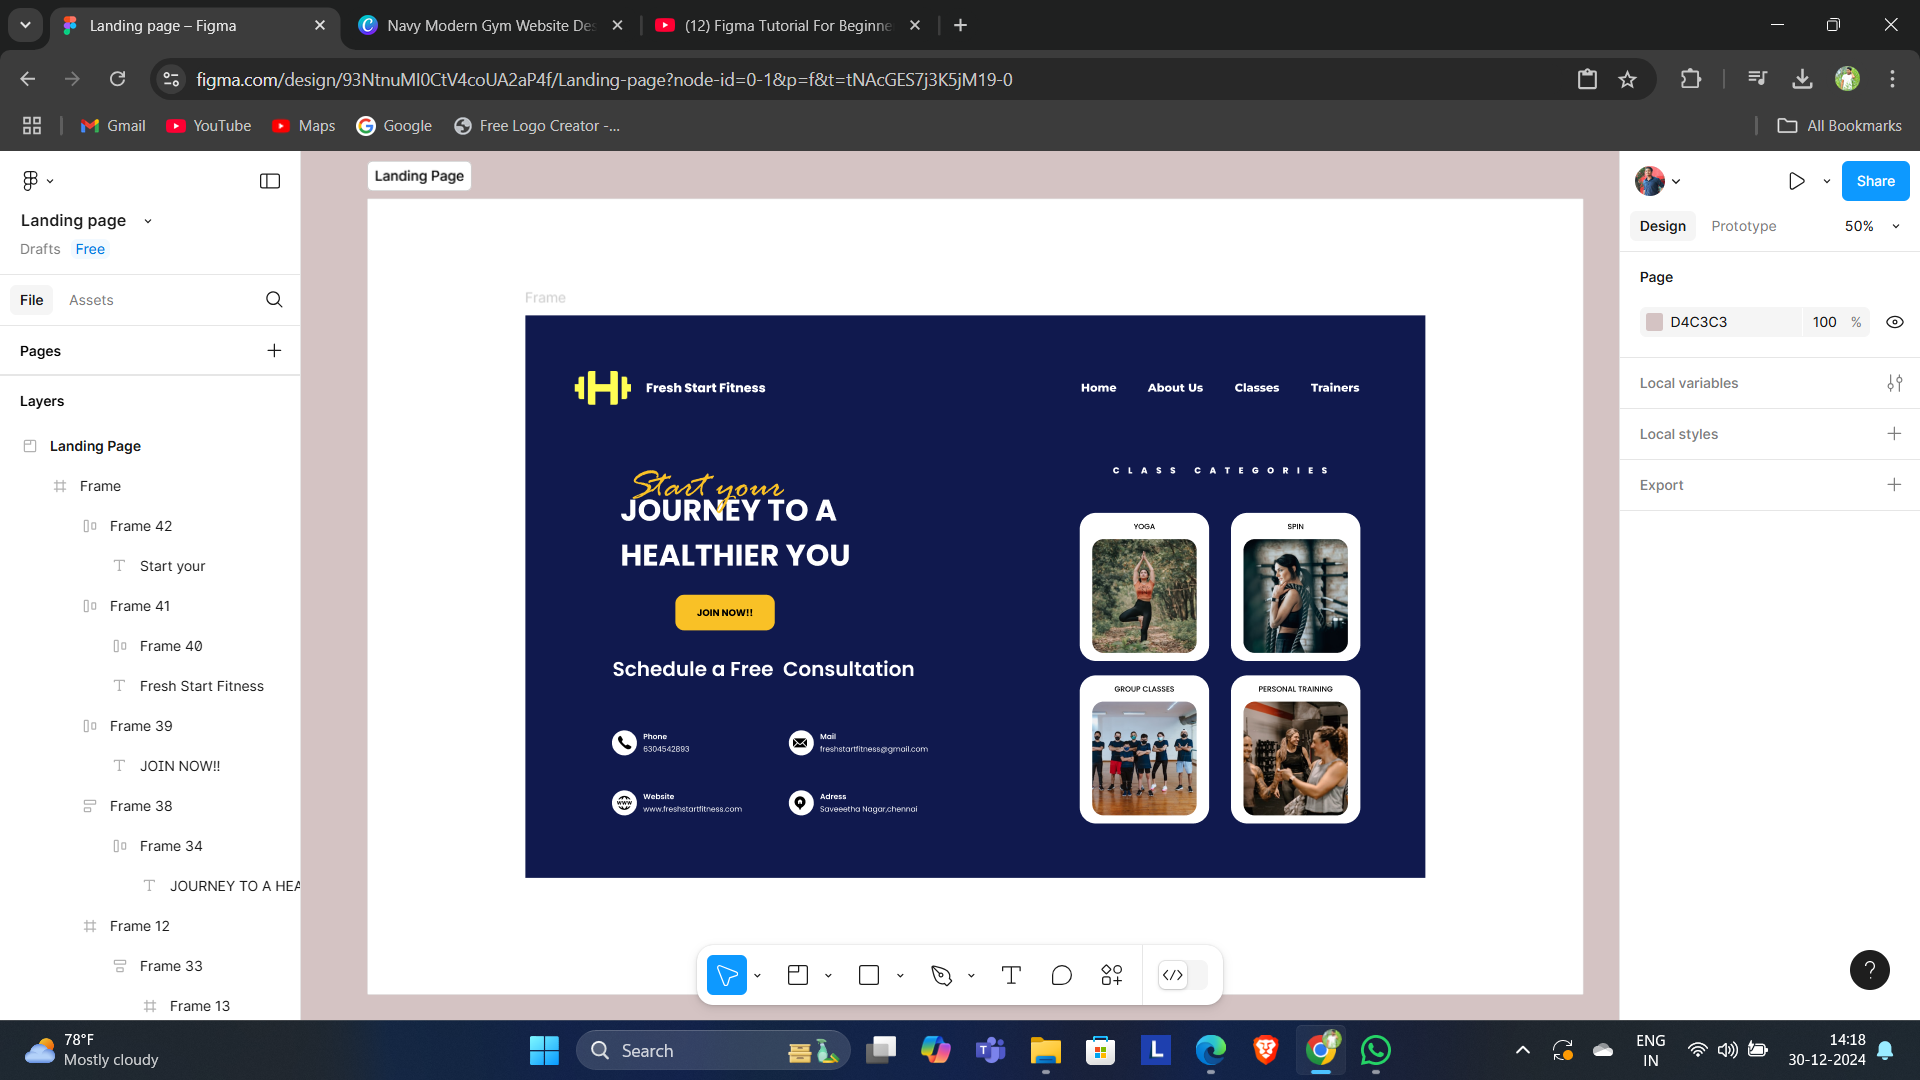 Landing page – Figma
Navy Modern Gym Website Des
(12) Figma Tutorial For Beginne
figma.com/design/93NtnuMI0CtV4coUA2aP4f/Landing-page?node-id=0-1&p=f&t=tNAcGES7j3K5jM19-0
Gmail
YouTube
Maps
Google
Free Logo Creator -...
All Bookmarks
Landing page
Drafts Free
File Assets
Pages
Layers
Landing Page
Frame
Frame 42
Start your
Frame 41
Frame 40
Fresh Start Fitness
Frame 39
JOIN NOW!!
Frame 38
Frame 34
JOURNEY TO A HEA
Frame 12
Frame 33
Frame 13
Landing Page
Frame
Fresh Start Fitness
Home About Us Classes Trainers
Start your
JOURNEY TO A
HEALTHIER YOU
JOIN NOW!!
Schedule a Free Consultation
Phone
6304542893
Mail
freshstartfitness@gmail.com
Website
www.freshstartfitness.com
Adress
Saveeetha Nagar,chennai
WWW
CLASS CATEGORIES
YOGA
SPIN
GROUP CLASSES
PERSONAL TRAINING
Share
Design Prototype 50%
Page
D4C3C3 100 %
Local variables
Local styles
Export
?
78°F
Mostly cloudy
Search
L
ENG
IN
14:18
30-12-2024